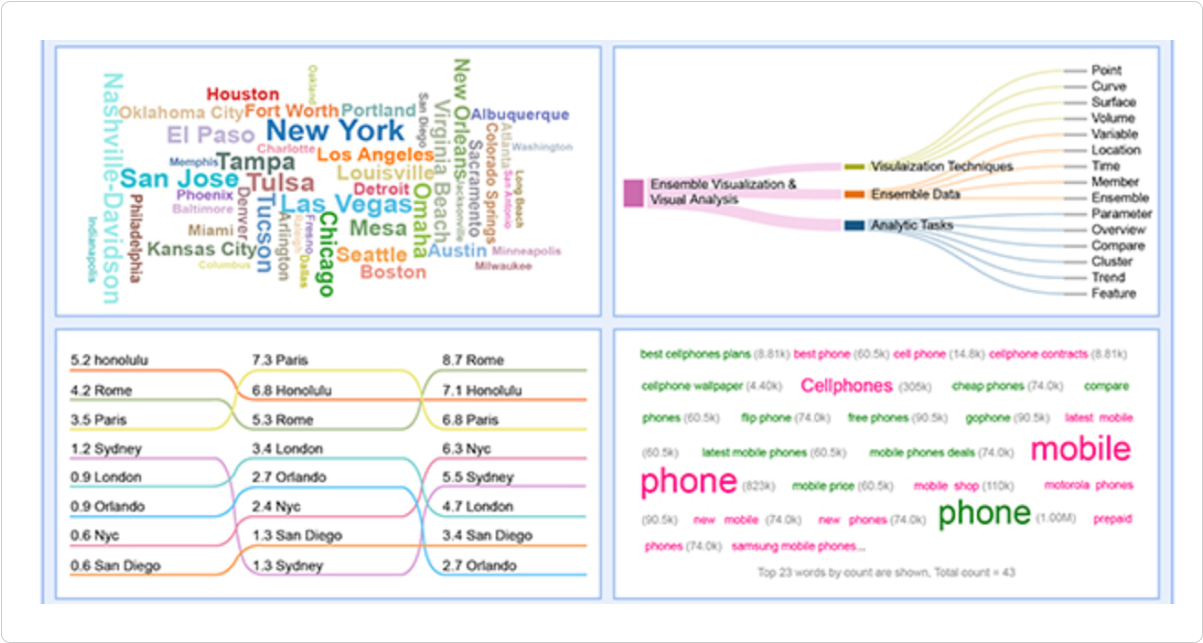 Nashville-Davidson
Oakland
Houston
Oklahoma City
Fort Worth
Portland
San Diego
New Orleans
Albuquerque
El Paso
New York
Virginia Beach
Colorado Springs
Atlanta
Washington
Charlotte
Memphis
Tampa
Los Angeles
Sacramento
San Jose
Tulsa
Louisville
Detroit
Phoenix
Baltimore
Denver
Tucson
Las Vegas
Omaha
Jacksonville
San Antonio
Long Beach
Philadelphia
Indianapolis
Miami
Kansas City
Columbus
Arlington
Raleigh
Fresno
Dallas
Chicago
Mesa
Seattle
Boston
Austin
Minneapolis
Milwaukee
Ensemble Visualization &
Visual Analysis
Visulaization Techniques
Ensemble Data
Analytic Tasks
Point
Curve
Surface
Volume
Variable
Location
Time
Member
Ensemble
Parameter
Overview
Compare
Cluster
Trend
Feature
5.2 honolulu 7.3 Paris 8.7 Rome
4.2 Rome 6.8 Honolulu 7.1 Honolulu
3.5 Paris 5.3 Rome 6.8 Paris
1.2 Sydney 3.4 London 6.3 Nyc
0.9 London 2.7 Orlando 5.5 Sydney
0.9 Orlando 2.4 Nyc 4.7 London
0.6 Nyc 1.3 San Diego 3.4 San Diego
0.6 San Diego 1.3 Sydney 2.7 Orlando
best cellphones plans (8.81k) best phone (60.5k) cell phone (14.8k) cellphone contracts (8.81k)
cellphone wallpaper (4.40k) Cellphones (305k) cheap phones (74.0k) compare
phones (60.5k) flip phone (74.0k) free phones (90.5k) gophone (90.5k) latest mobile
(60.5k) latest mobile phones (60.5k) mobile phones deals (74.0k) mobile
phone (823k) mobile price (60.5k) mobile shop (110k) motorola phones
(90.5k) new mobile (74.0k) new phones (74.0k) phone (1.00M) prepaid
phones (74.0k) samsung mobile phones...
Top 23 words by count are shown, Total count = 43